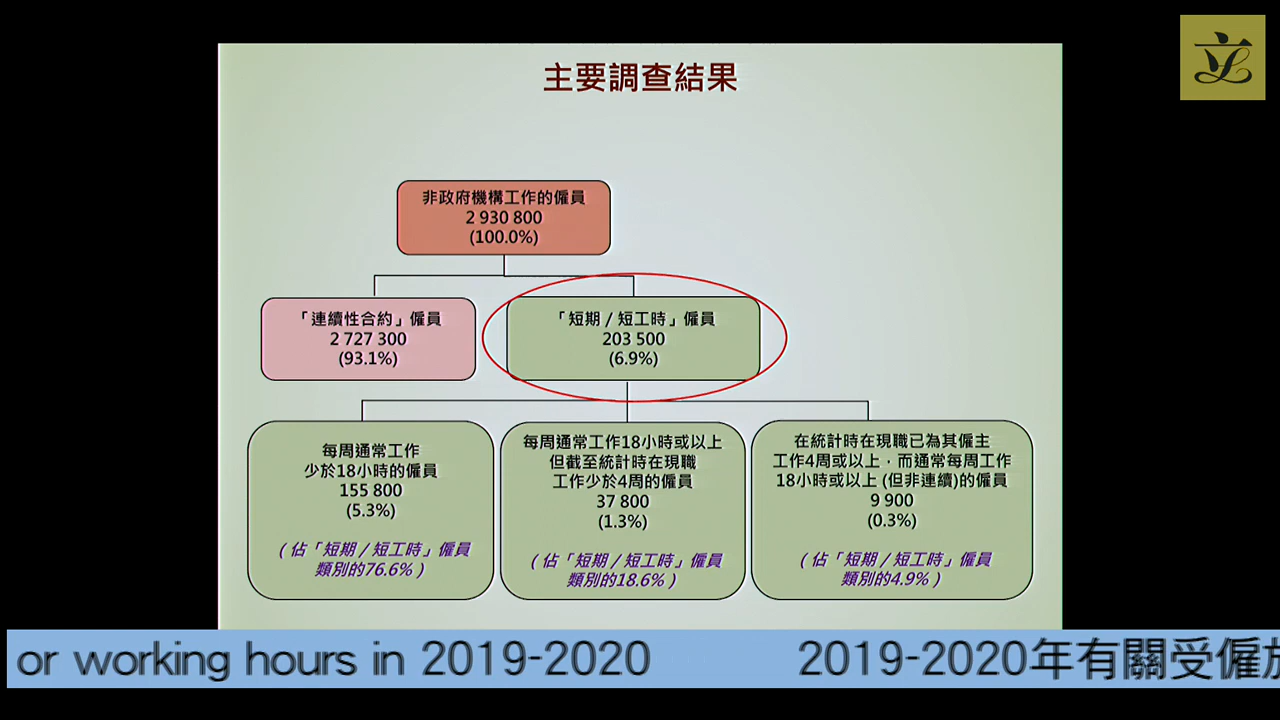 主要調查結果
非政府機構工作的僱員
2 930 800
(100.0%)
「連續性合約」僱員
2 727 300
(93.1%)
「短期 / 短工時」僱員
203 500
(6.9%)
每周通常工作
少於18小時的僱員
155 800
(5.3%)
( 佔「短期 / 短工時」僱員
類別的76.6% )
每周通常工作18小時或以上
但截至統計時在現職
工作少於4周的僱員
37 800
(1.3%)
( 佔「短期 / 短工時」僱員
類別的18.6% )
在統計時在現職已為其僱主
工作4周或以上，而通常每周工作
18小時或以上 (但非連續)的僱員
9 900
(0.3%)
( 佔「短期 / 短工時」僱員
類別的4.9% )
or working hours in 2019-2020 2019-2020年有關受僱